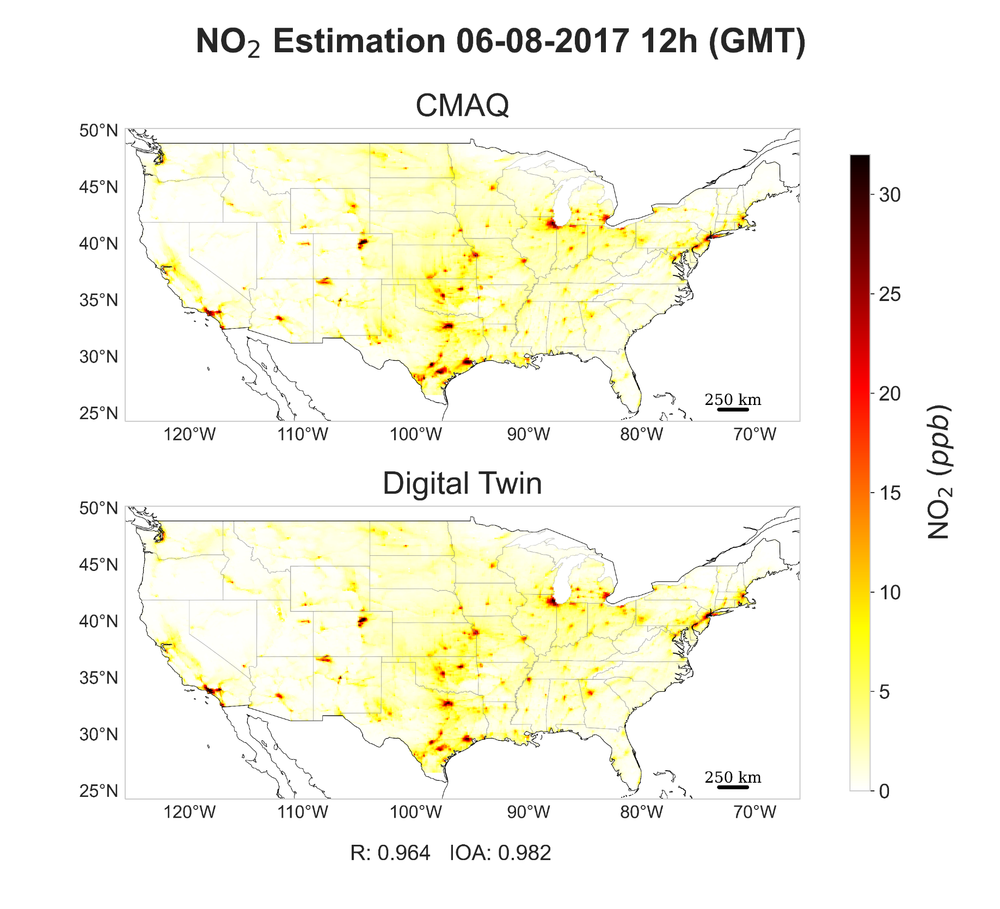 NO₂ Estimation 06-08-2017 12h (GMT)
CMAQ
50°N
45°N
40°N
35°N
30°N
25°N
250 km
120°W 110°W 100°W 90°W 80°W 70°W
Digital Twin
50°N
45°N
40°N
35°N
30°N
25°N
250 km
120°W 110°W 100°W 90°W 80°W 70°W
R: 0.964 IOA: 0.982
30
25
20
15
10
5
0
NO₂ (ppb)